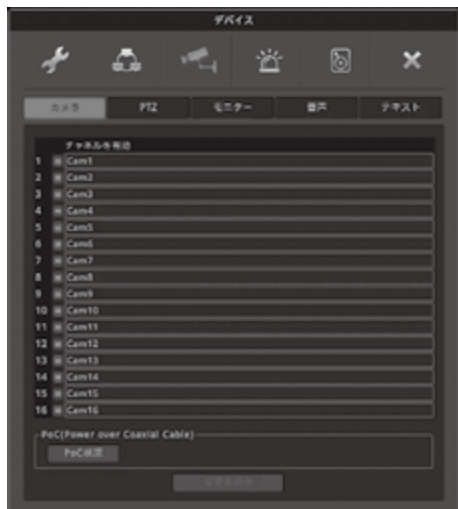 デバイス
カメラ PTZ モニター 音声 テキスト
チャネルを有効
1 Cam1
2 Cam2
3 Cam3
4 Cam4
5 Cam5
6 Cam6
7 Cam7
8 Cam8
9 Cam9
10 Cam10
11 Cam11
12 Cam12
13 Cam13
14 Cam14
15 Cam15
16 Cam16
PoC(Power over Coaxial Cable)
PoC状況